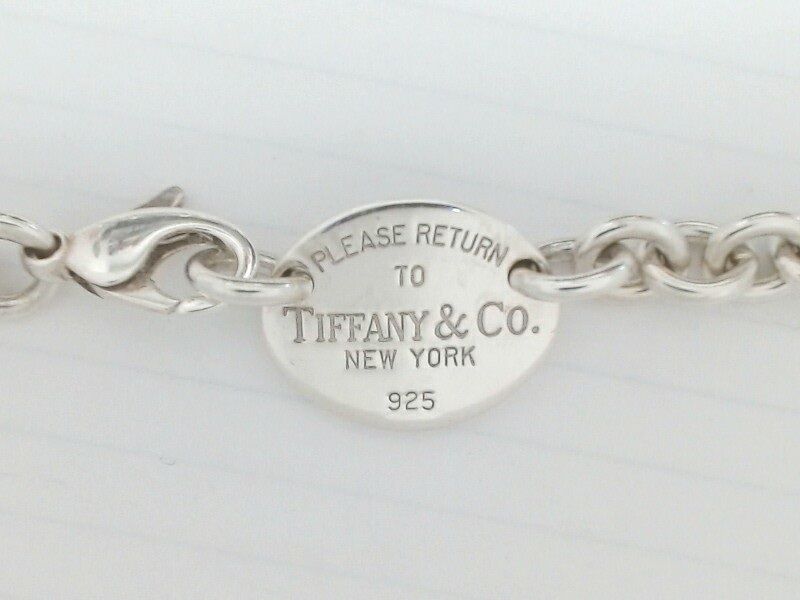 PLEASE RETURN
TO
TIFFANY & CO.
NEW YORK
925